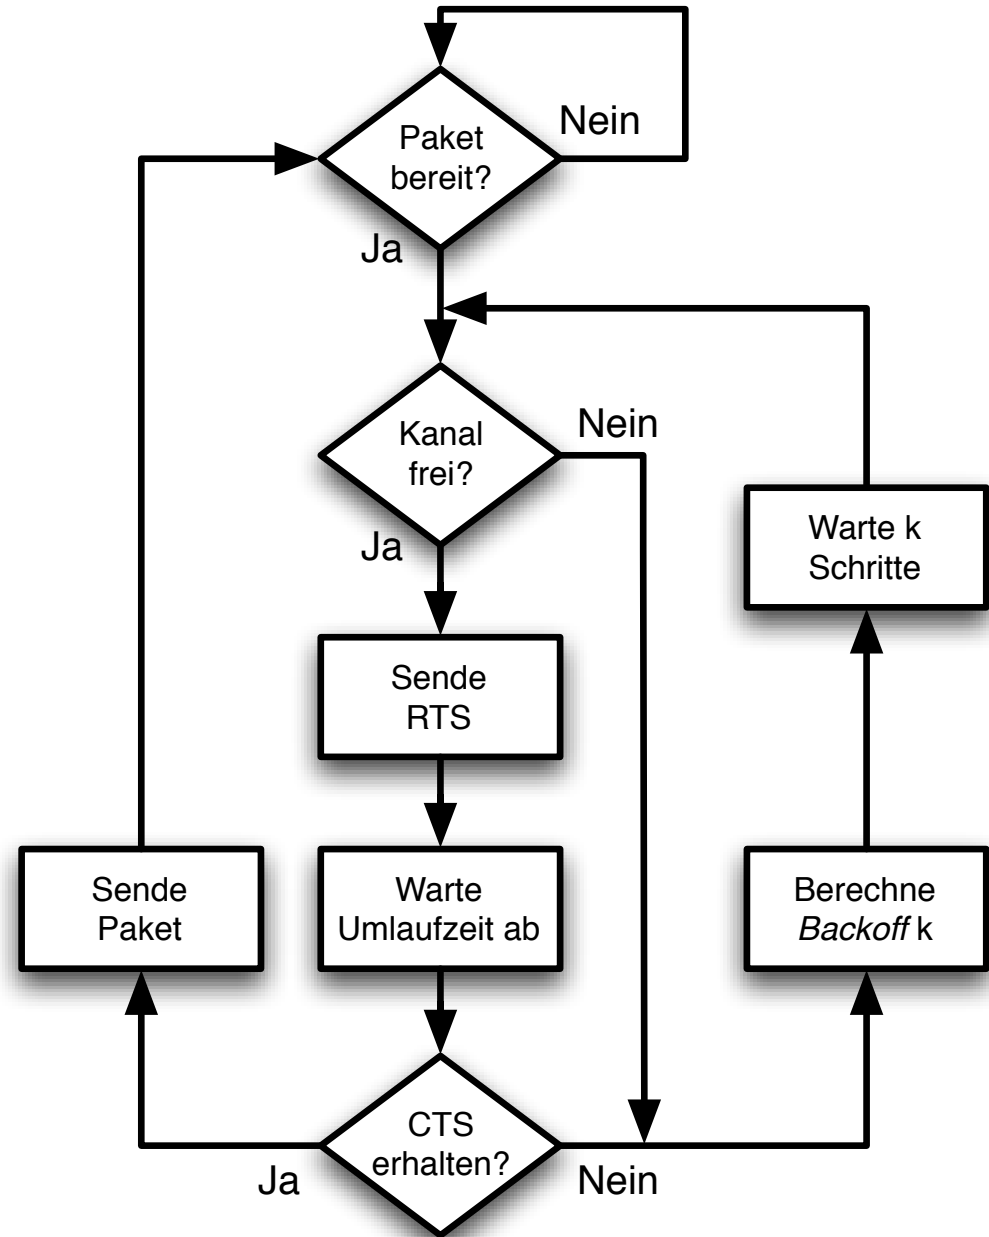 Paket
bereit?
Nein
Ja
Kanal
frei?
Nein
Ja
Warte k
Schritte
Sende
RTS
Sende
Paket
Warte
Umlaufzeit ab
Berechne
Backoff k
CTS
erhalten?
Ja
Nein